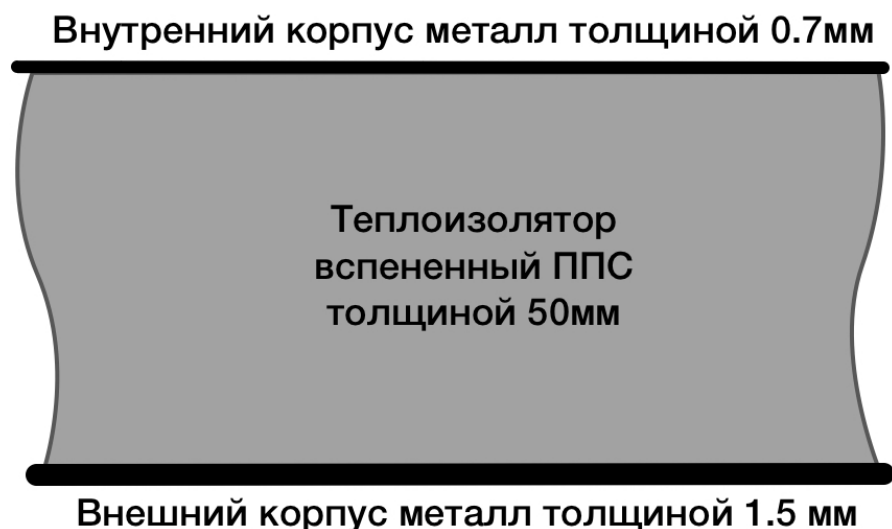 Внутренний корпус металл толщиной 0.7мм
Теплоизолятор
вспененный ППС
толщиной 50мм
Внешний корпус металл толщиной 1.5 мм